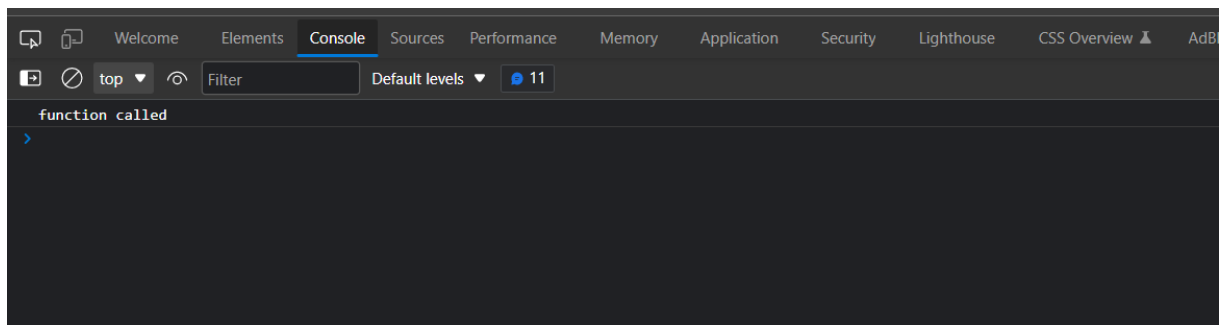 Welcome Elements Console Sources Performance Memory Application Security Lighthouse CSS Overview
top Filter Default levels 11
function called